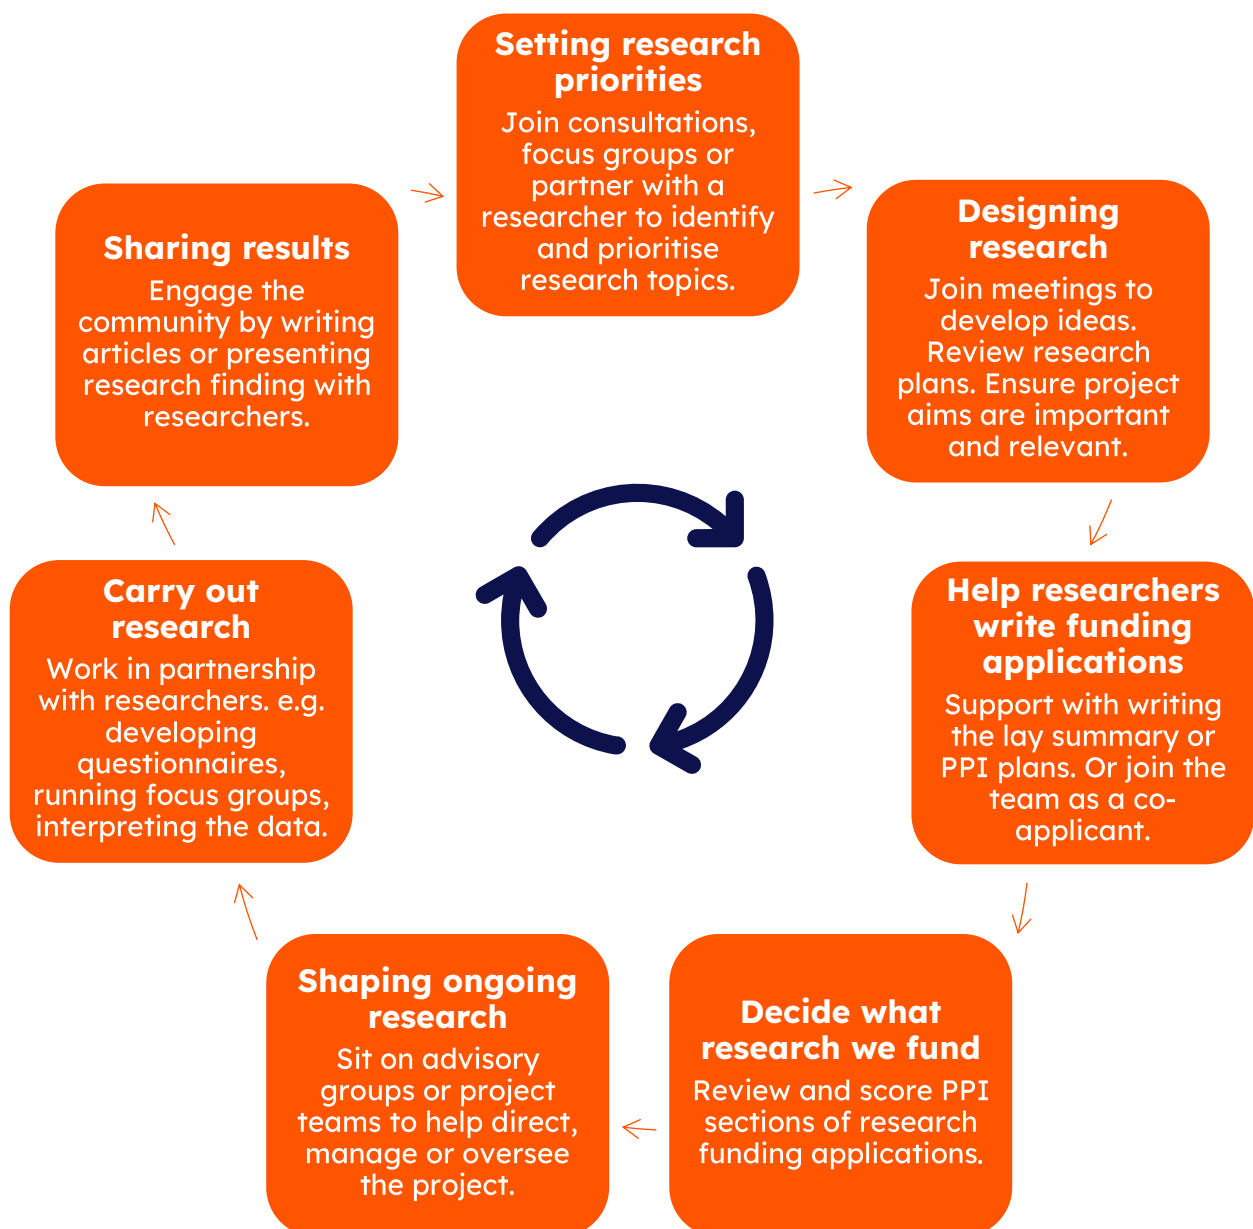 Setting research
priorities
Join consultations,
focus groups or
partner with a
researcher to identify
and prioritise
research topics.
Designing
research
Join meetings to
develop ideas.
Review research
plans. Ensure project
aims are important
and relevant.
Help researchers
write funding
applications
Support with writing
the lay summary or
PPI plans. Or join the
team as a co-
applicant.
Decide what
research we fund
Review and score PPI
sections of research
funding applications.
Shaping ongoing
research
Sit on advisory
groups or project
teams to help direct,
manage or oversee
the project.
Carry out
research
Work in partnership
with researchers. e.g.
developing
questionnaires,
running focus groups,
interpreting the data.
Sharing results
Engage the
community by writing
articles or presenting
research finding with
researchers.